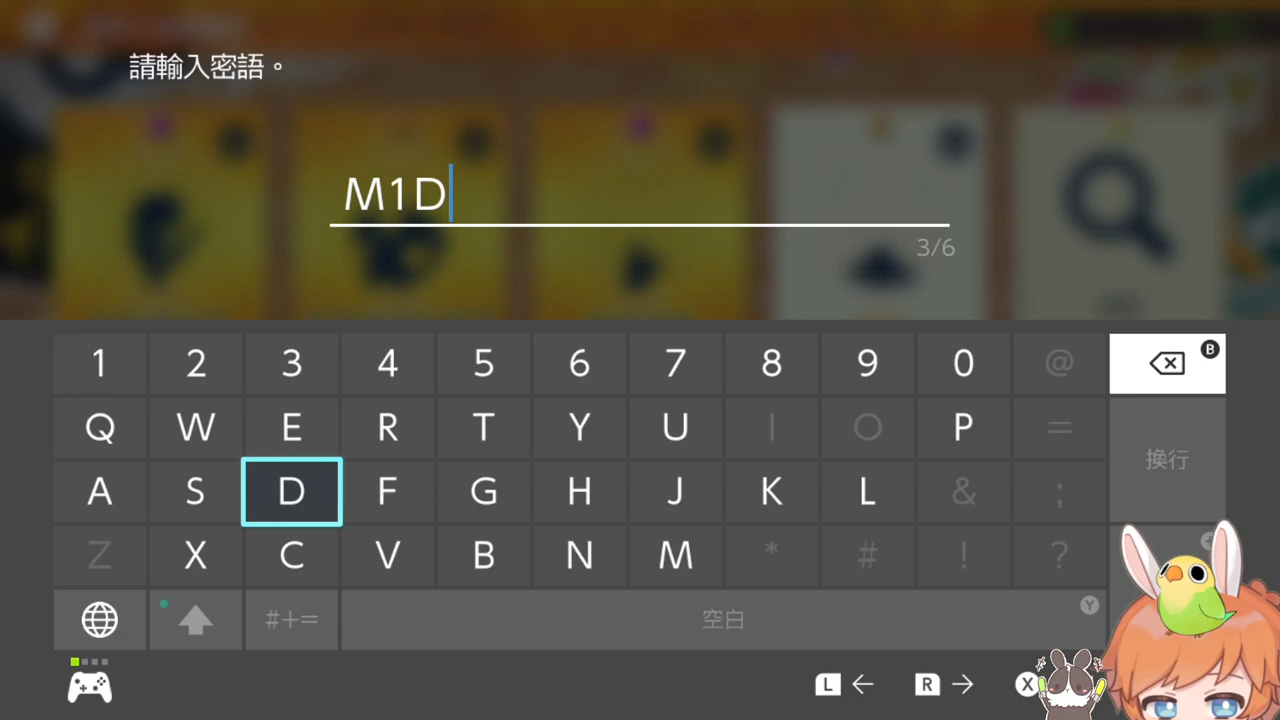 請輸入密語。
M1D
3/6
1 2 3 4 5 6 7 8 9 0 @ B
Q W E R T Y U I O P =
A S D F G H J K L & ; 換行
Z X C V B N M * # ! ?
#+= 空白 Y
L ← R → X